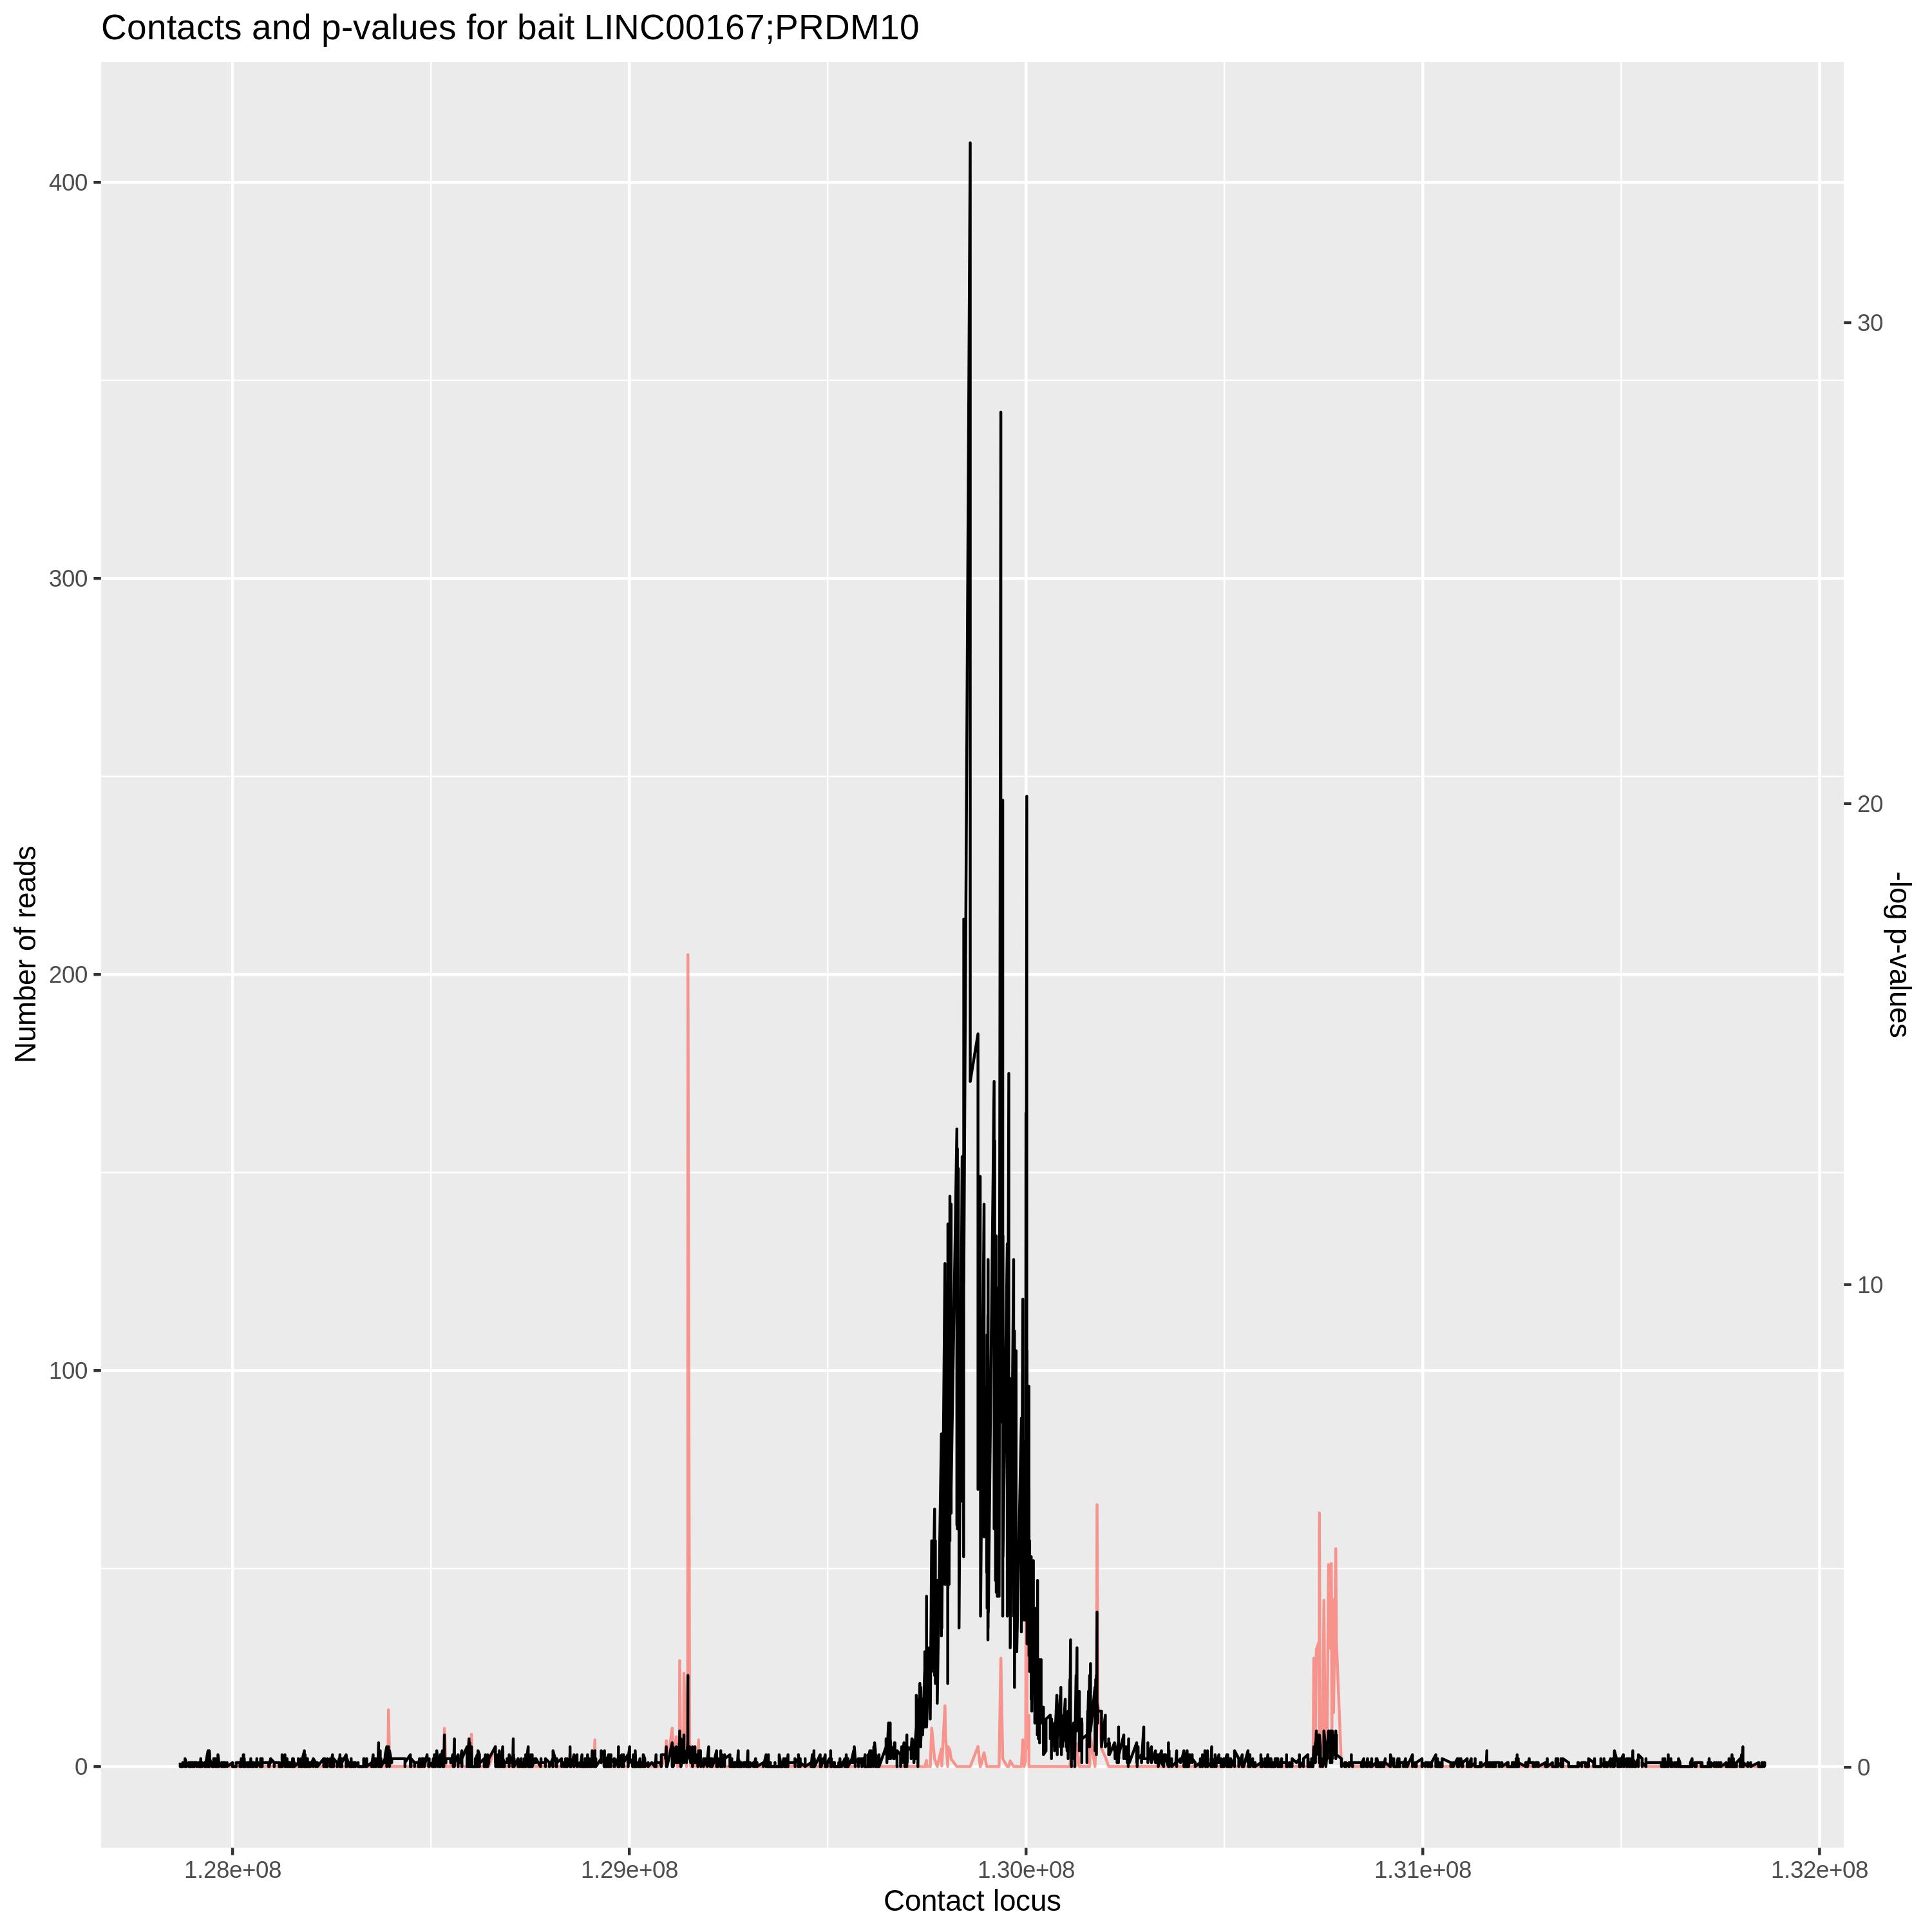 Contacts and p-values for bait LINC00167;PRDM10
Number of reads
400
300
200
100
0
30
20
10
0
-log p-values
1.28e+08
1.29e+08
1.30e+08
1.31e+08
1.32e+08
Contact locus